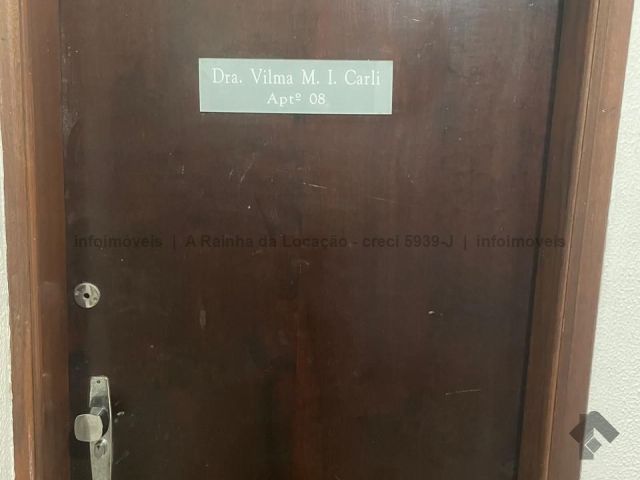 Dra. Vilma M. I. Carli
Aptº 08
infoimóveis | A Rainha da Locação - creci 5939-J | infoimóveis